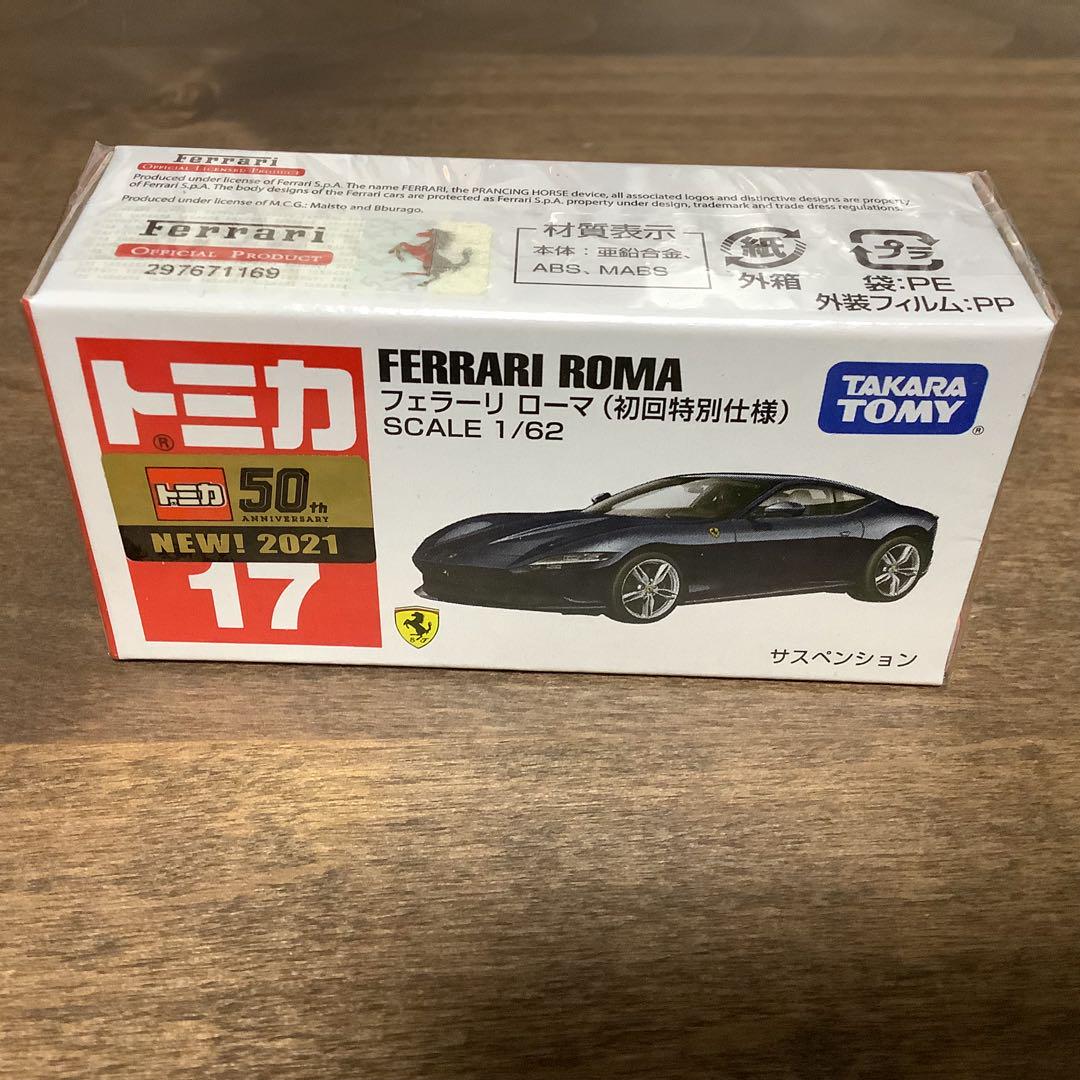 Ferrari
OFFICIAL LICENSED PRODUCT
Produced under license of Ferrari S.p.A. The name FERRARI, the PRANCING HORSE device, all associated logos and distinctive designs are property
of Ferrari S.p.A. The body designs of the Ferrari cars are protected as Ferrari S.p.A. property under design, trademark and trade dress regulations.
Produced under license of M.C.G.: Maisto and Bburago.
Ferrari
OFFICIAL PRODUCT
297671169
材質表示
本体：亜鉛合金、
ABS、MABS
紙
外箱
プラ
袋:PE
外装フィルム:PP
トミカ®
FERRARI ROMA
フェラーリ ローマ（初回特別仕様）
SCALE 1/62
TAKARA
TOMY®
トミカ
50th
ANNIVERSARY
NEW! 2021
17
S F
サスペンション